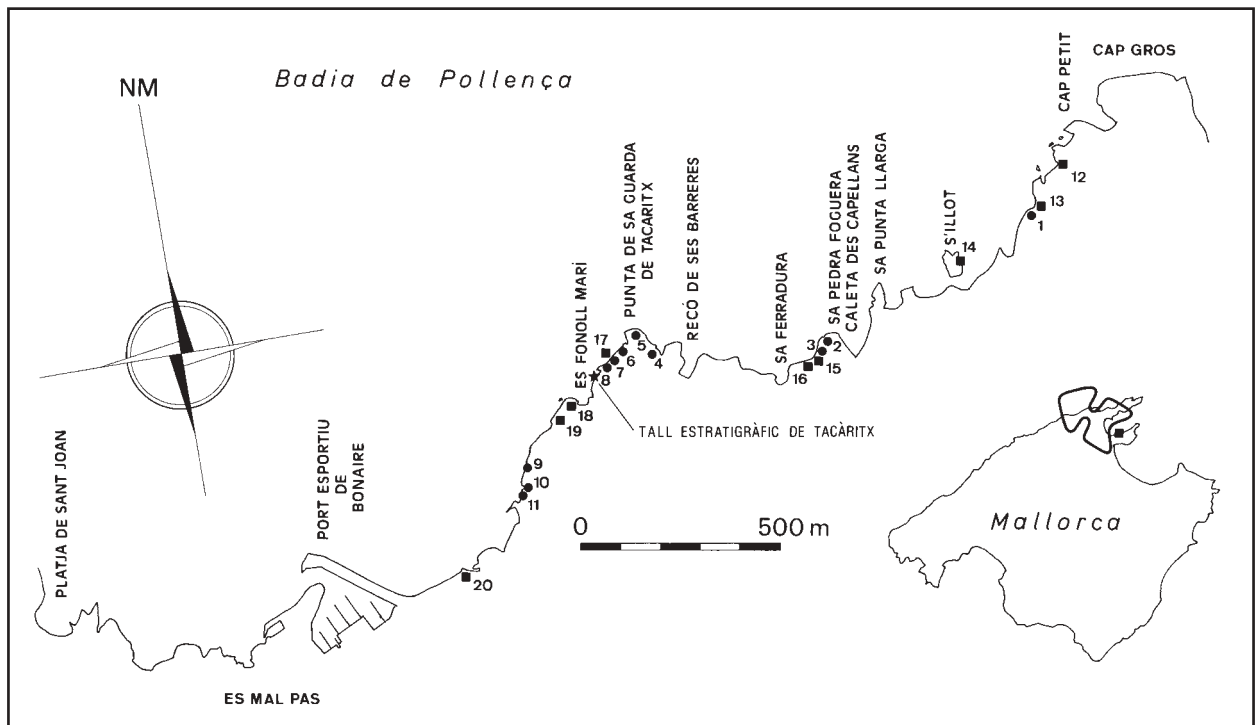 CAP GROS
CAP PETIT
Badia de Pollença
NM
12
13
1
SA PUNTA LLARGA
S'ILLOT
14
SA PEDRA FOGUERA
CALETA DES CAPELLANS
SA FERRADURA
3
2
15
16
RECÓ DE SES BARRERES
PUNTA DE SA GUARDA
DE TACARITX
5
4
6
7
17
8
ES FONOLL MARÍ
18
19
TALL ESTRATIGRÀFIC DE TACÀRITX
9
10
11
0 500 m
20
PORT ESPORTIU
DE
BONAIRE
PLATJA DE SANT JOAN
ES MAL PAS
Mallorca